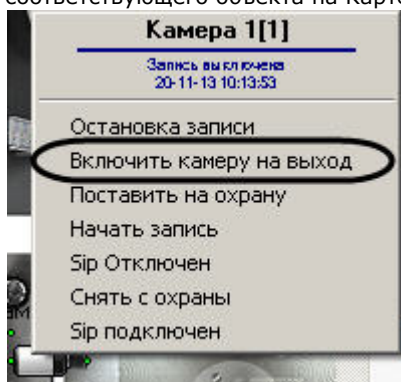 соответствующего объекта на Карте
Камера 1[1]
Запись выключена
20-11-13 10:13:53
Остановка записи
Включить камеру на выход
Поставить на охрану
Начать запись
Sip Отключен
Снять с охраны
Sip подключен